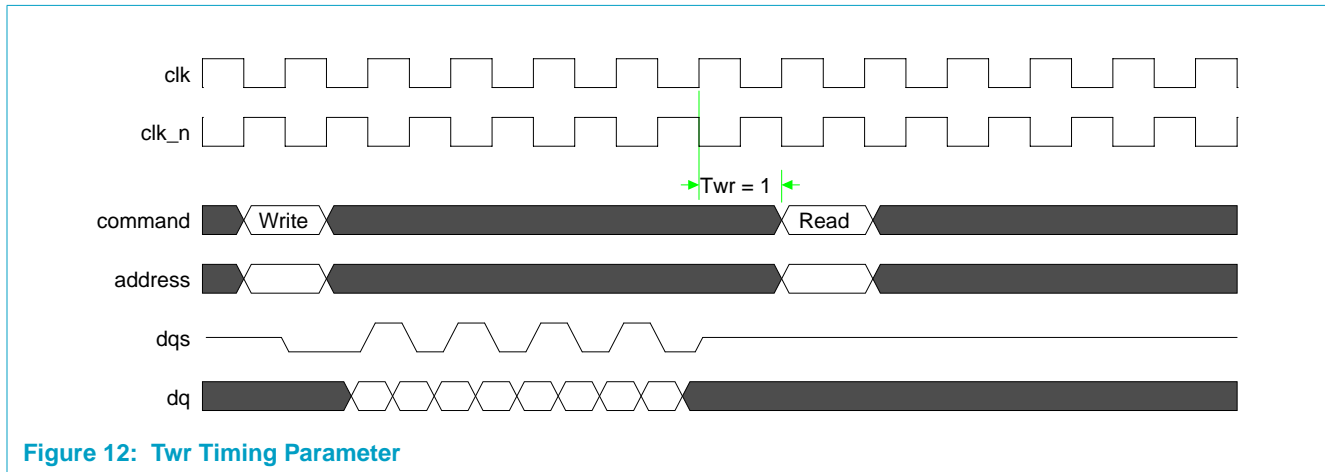 clk
clk_n
Twr = 1
command Write Read
address
dqs
dq
Figure 12: Twr Timing Parameter